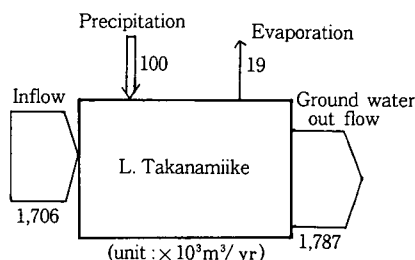 Precipitation
Evaporation
100
19
Inflow
Ground water
out flow
L. Takanamiike
1,706
1,787
(unit : ×10³m³/yr)